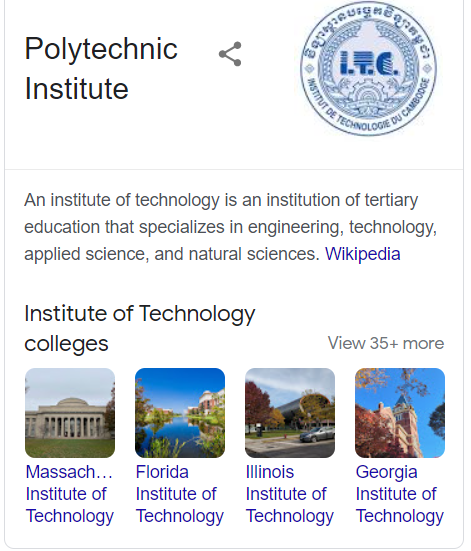 Polytechnic
Institute
I.T.C.
INSTITUT DE TECHNOLOGIE DU CAMBODGE
An institute of technology is an institution of tertiary
education that specializes in engineering, technology,
applied science, and natural sciences. Wikipedia
Institute of Technology
colleges
View 35+ more
Massach...
Institute of
Technology
Florida
Institute of
Technology
Illinois
Institute of
Technology
Georgia
Institute of
Technology